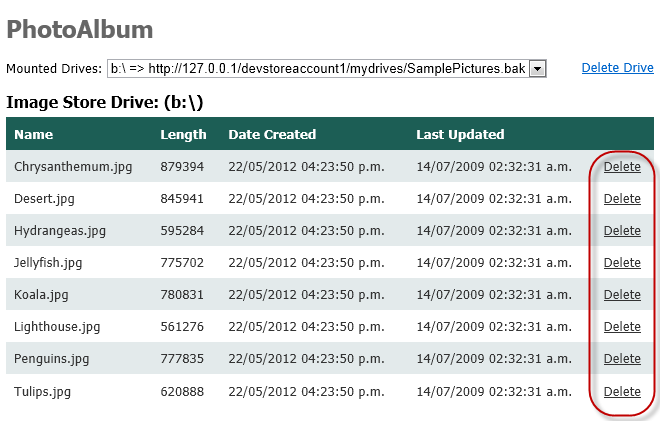 PhotoAlbum
Mounted Drives: b:\ => http://127.0.0.1/devstoreaccount1/mydrives/SamplePictures.bak Delete Drive
Image Store Drive: (b:\)
Name Length Date Created Last Updated
Chrysanthemum.jpg 879394 22/05/2012 04:23:50 p.m. 14/07/2009 02:32:31 a.m. Delete
Desert.jpg 845941 22/05/2012 04:23:50 p.m. 14/07/2009 02:32:31 a.m. Delete
Hydrangeas.jpg 595284 22/05/2012 04:23:50 p.m. 14/07/2009 02:32:31 a.m. Delete
Jellyfish.jpg 775702 22/05/2012 04:23:50 p.m. 14/07/2009 02:32:31 a.m. Delete
Koala.jpg 780831 22/05/2012 04:23:50 p.m. 14/07/2009 02:32:31 a.m. Delete
Lighthouse.jpg 561276 22/05/2012 04:23:50 p.m. 14/07/2009 02:32:31 a.m. Delete
Penguins.jpg 777835 22/05/2012 04:23:50 p.m. 14/07/2009 02:32:31 a.m. Delete
Tulips.jpg 620888 22/05/2012 04:23:50 p.m. 14/07/2009 02:32:31 a.m. Delete